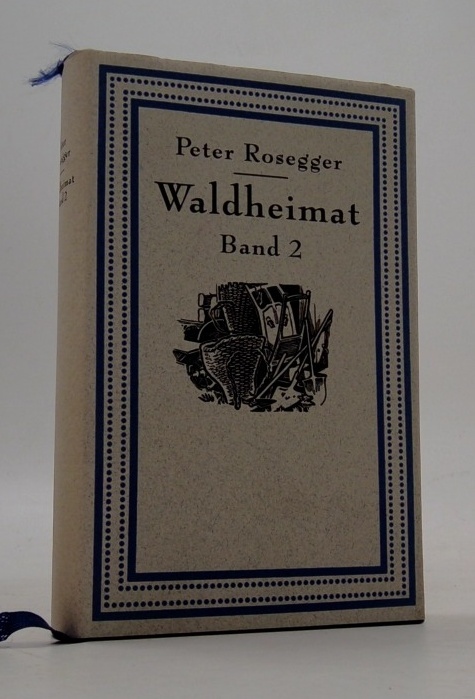 Peter Rosegger
Waldheimat
Band 2